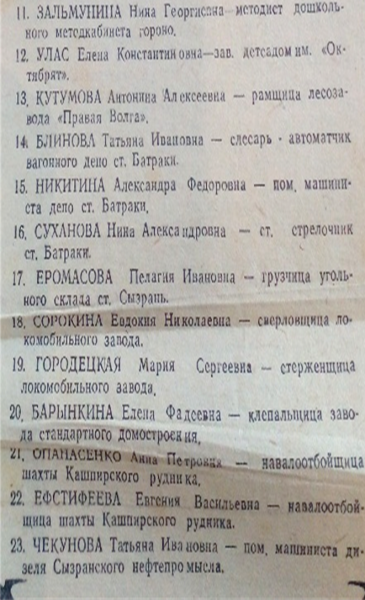 11. ЗАЛЬМУНИНА Нина Георгиевна—методист дошколь-
ного методкабинета гороно.
12. УЛАС Елена Константиновна—зав. детсадом им. «Ок-
тябрят».
13. КУТУМОВА Антонина Алексеевна — рамщица лесоза-
вода «Правая Волга».
14. БЛИНОВА Татьяна Ивановна — слесарь - автоматчик
вагонного депо ст. Батраки.
15. НИКИТИНА Александра Федоровна — пом. машини-
ста депо ст. Батраки.
16. СУХАНОВА Нина Александровна — ст. стрелочник
ст. Батраки.
17. ЕРОМАСОВА Пелагия Ивановна — грузчица уголь-
ного склада ст. Сызрань.
18. СОРОКИНА Евдокия Николаевна — сверловщица ло-
комобильного завода.
19. ГОРОДЕЦКАЯ Мария Сергеевна — стерженщица
локомобильного завода.
20. БАРЫНКИНА Елена Фадеевна — клепальщица заво-
да стандартного домостроения.
21. ОПАНАСЕНКО Анна Петровна — навалоотбойщица
шахты Кашпирского рудника.
22. ЕФСТИФЕЕВА Евгения Васильевна — навалоотбой-
щица шахты Кашпирского рудника.
23. ЧЕКУНОВА Татьяна Ивановна — пом. машиниста ди-
зеля Сызранского нефтепромысла.